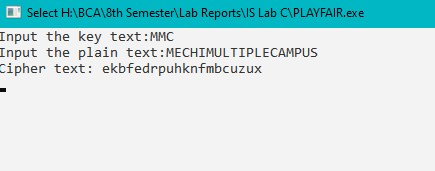 Select H:\BCA\8th Semester\Lab Reports\IS Lab C\PLAYFAIR.exe
Input the key text:MMC
Input the plain text:MECHIMULTIPLECAMPUS
Cipher text: ekbfedrpuhknfmbcuzux